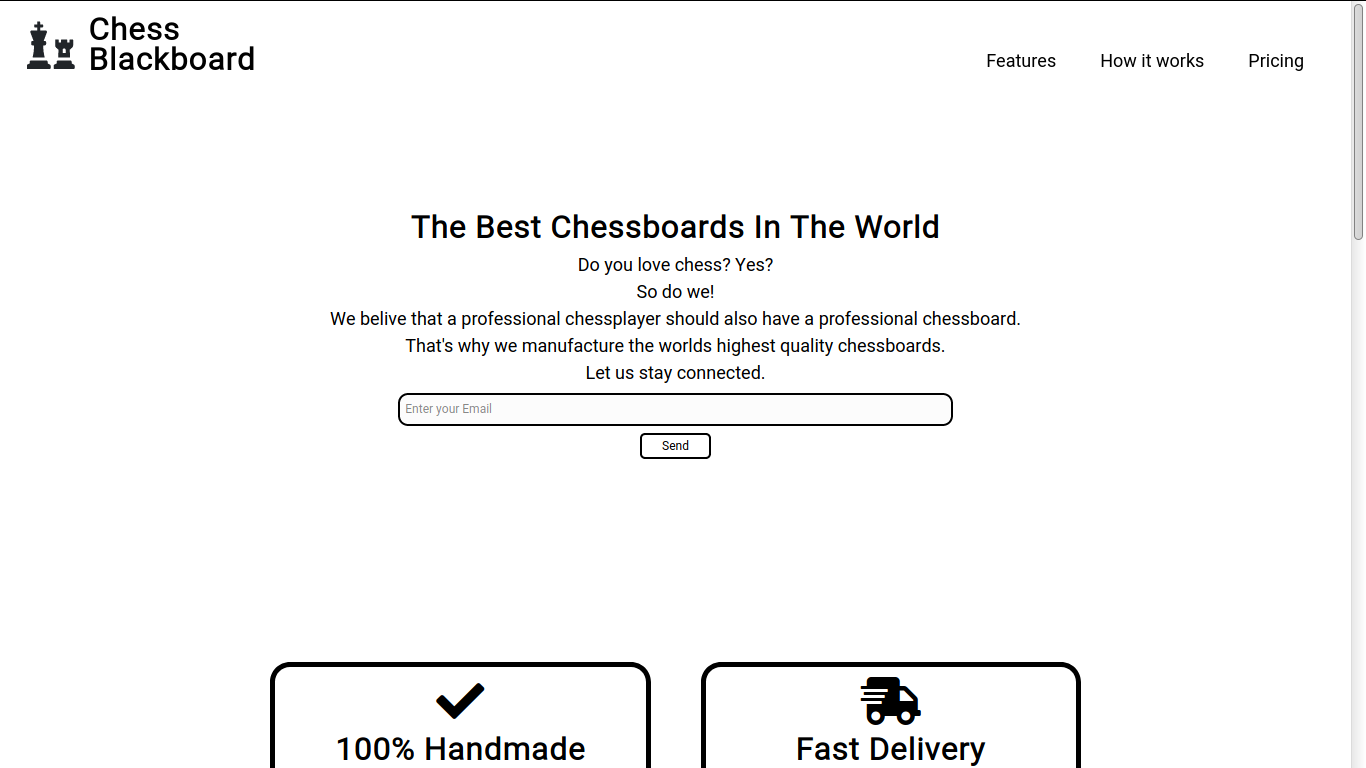 Chess
Blackboard
Features How it works Pricing
The Best Chessboards In The World
Do you love chess? Yes?
So do we!
We belive that a professional chessplayer should also have a professional chessboard.
That's why we manufacture the worlds highest quality chessboards.
Let us stay connected.
Enter your Email
Send
100% Handmade
Fast Delivery